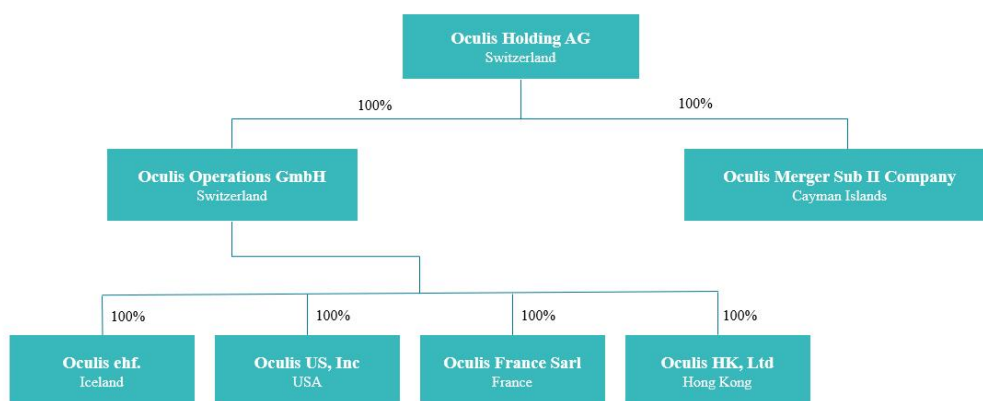 Oculis Holding AG
Switzerland
100%
100%
Oculis Operations GmbH
Switzerland
Oculis Merger Sub II Company
Cayman Islands
100%
100%
100%
100%
Oculis ehf.
Iceland
Oculis US, Inc
USA
Oculis France Sarl
France
Oculis HK, Ltd
Hong Kong